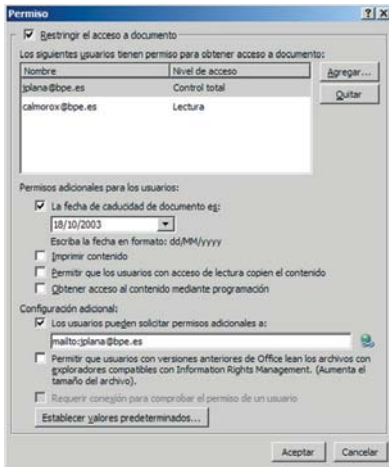 Permiso
Restringir el acceso a documento
Los siguientes usuarios tienen permiso para obtener acceso a documento:
Nombre Nivel de acceso
jplana@bpe.es Control total
calmorox@bpe.es Lectura
Agregar...
Quitar
Permisos adicionales para los usuarios:
La fecha de caducidad de documento es:
18/10/2003
Escriba la fecha en formato: dd/MM/yyyy
Imprimir contenido
Permitir que los usuarios con acceso de lectura copien el contenido
Obtener acceso al contenido mediante programación
Configuración adicional:
Los usuarios pueden solicitar permisos adicionales a:
mailto:jplana@bpe.es
Permitir que usuarios con versiones anteriores de Office lean los archivos con
exploradores compatibles con Information Rights Management. (Aumenta el
tamaño del archivo).
Requerir conexión para comprobar el permiso de un usuario
Establecer valores predeterminados...
Aceptar Cancelar